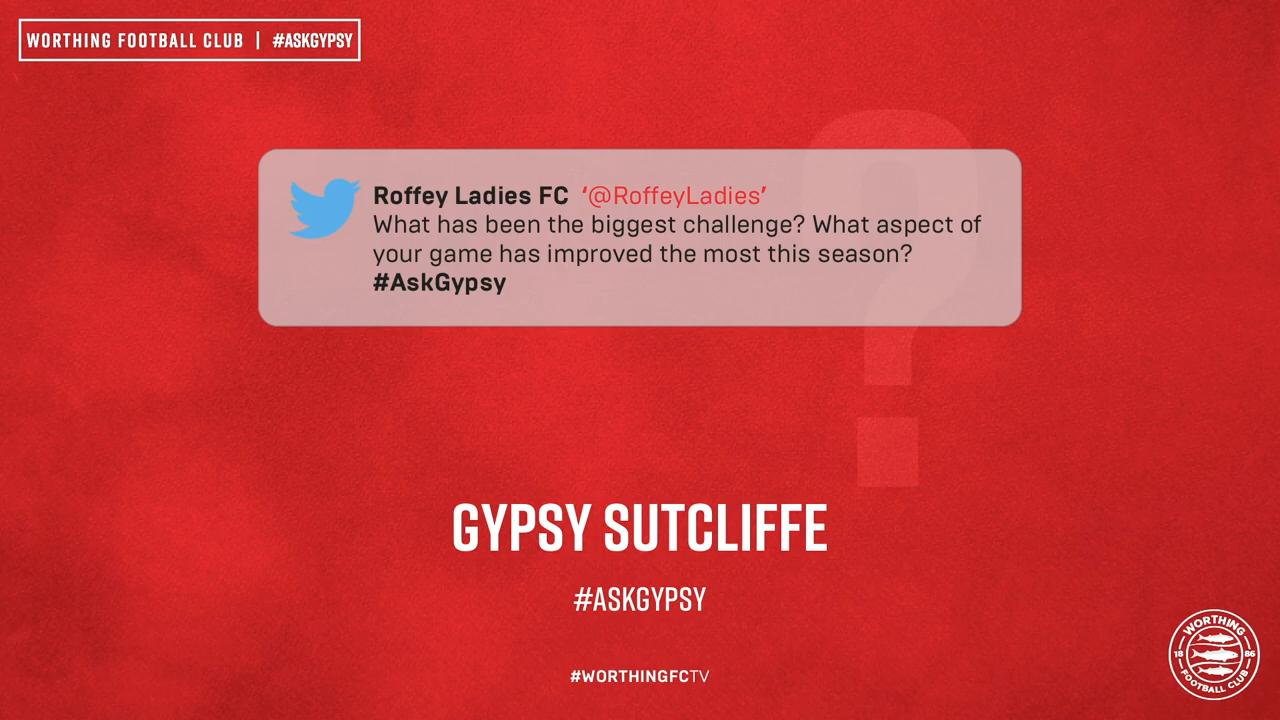 WORTHING FOOTBALL CLUB | #ASKGYPSY
Roffey Ladies FC ‘@RoffeyLadies’
What has been the biggest challenge? What aspect of
your game has improved the most this season?
#AskGypsy
?
GYPSY SUTCLIFFE
#ASKGYPSY
#WORTHINGFCTV
WORTHING
18 86
FOOTBALL CLUB